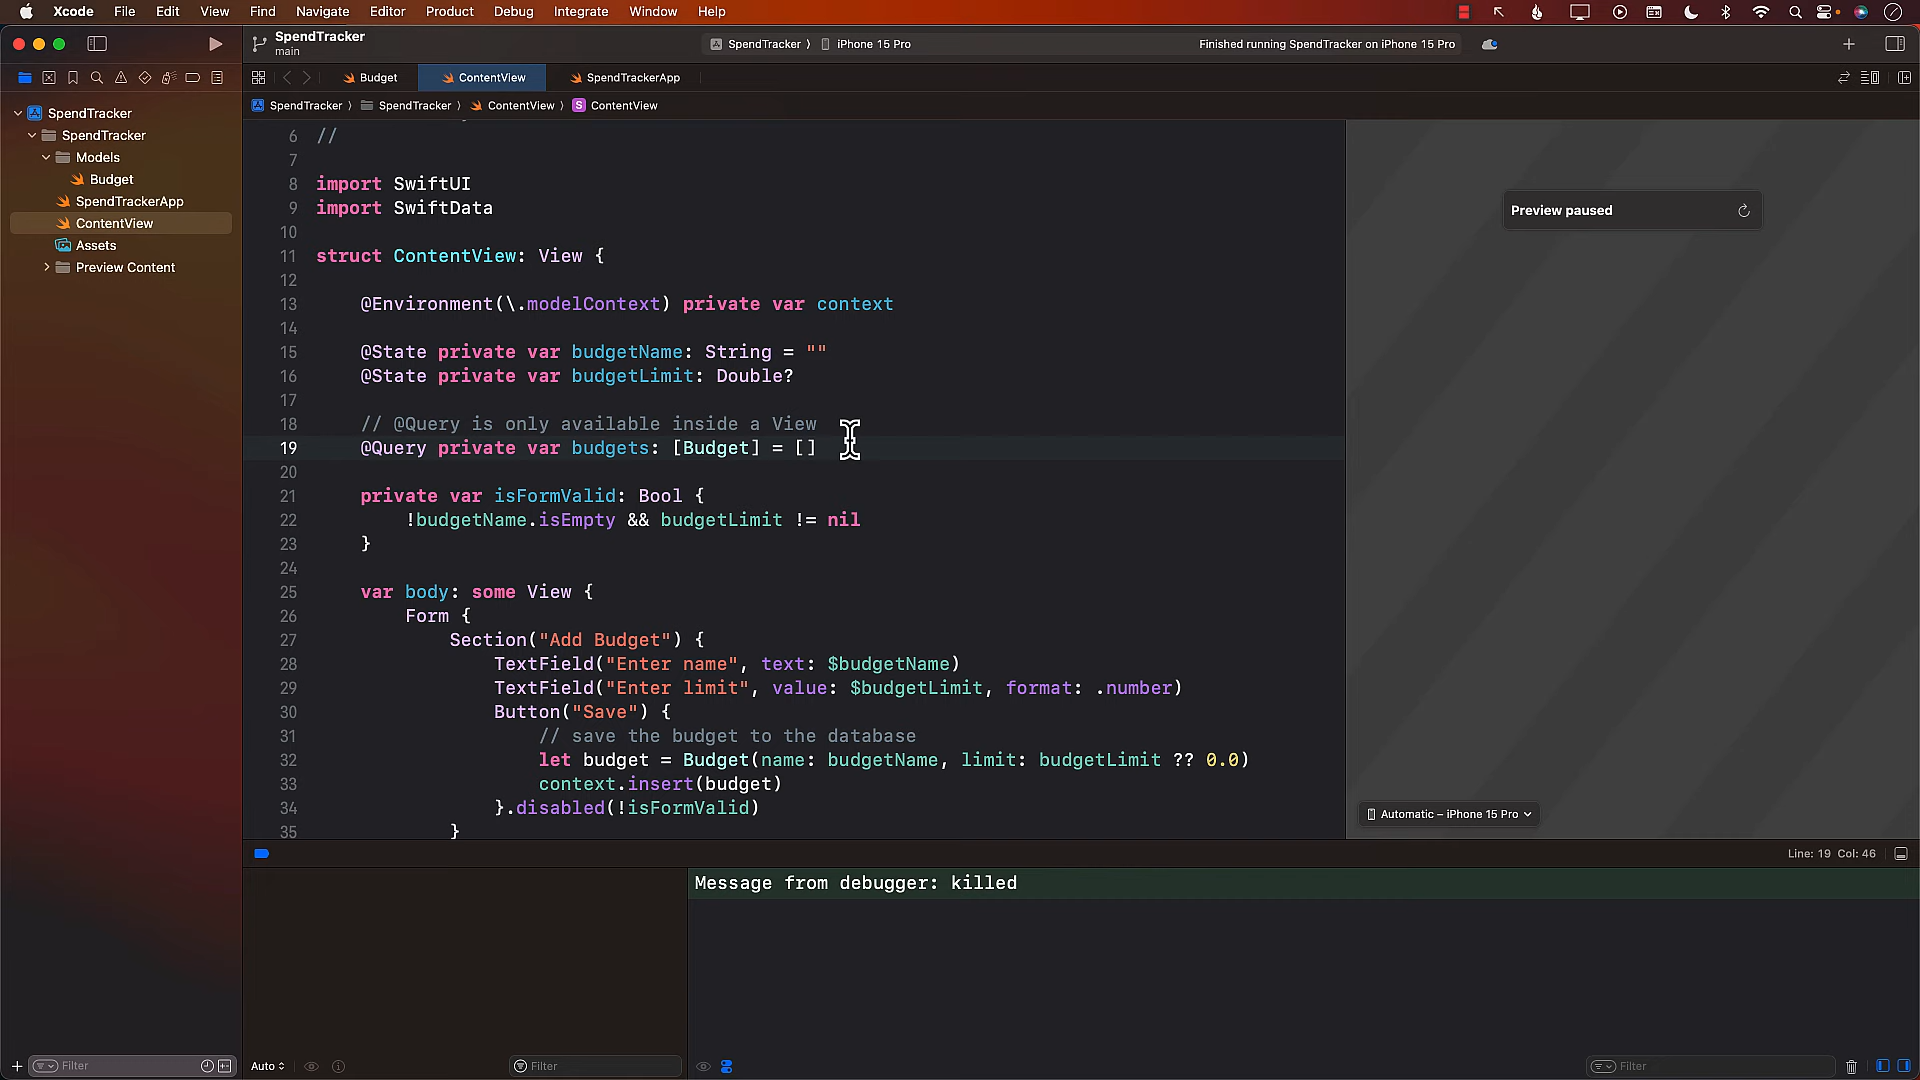 Xcode File Edit View Find Navigate Editor Product Debug Integrate Window Help
SpendTracker
main
SpendTracker ⟩ iPhone 15 Pro
Finished running SpendTracker on iPhone 15 Pro
Budget
ContentView
SpendTrackerApp
SpendTracker ⟩ SpendTracker ⟩ ContentView ⟩ S ContentView
SpendTracker
SpendTracker
Models
Budget
SpendTrackerApp
ContentView
Assets
Preview Content
6 //
7
8 import SwiftUI
9 import SwiftData
10
11 struct ContentView: View {
12
13 @Environment(\.modelContext) private var context
14
15 @State private var budgetName: String = ""
16 @State private var budgetLimit: Double?
17
18 // @Query is only available inside a View
19 @Query private var budgets: [Budget] = []
20
21 private var isFormValid: Bool {
22 !budgetName.isEmpty && budgetLimit != nil
23 }
24
25 var body: some View {
26 Form {
27 Section("Add Budget") {
28 TextField("Enter name", text: $budgetName)
29 TextField("Enter limit", value: $budgetLimit, format: .number)
30 Button("Save") {
31 // save the budget to the database
32 let budget = Budget(name: budgetName, limit: budgetLimit ?? 0.0)
33 context.insert(budget)
34 }.disabled(!isFormValid)
35 }
Preview paused
Automatic – iPhone 15 Pro
Line: 19 Col: 46
Message from debugger: killed
Filter
Auto
Filter
Filter